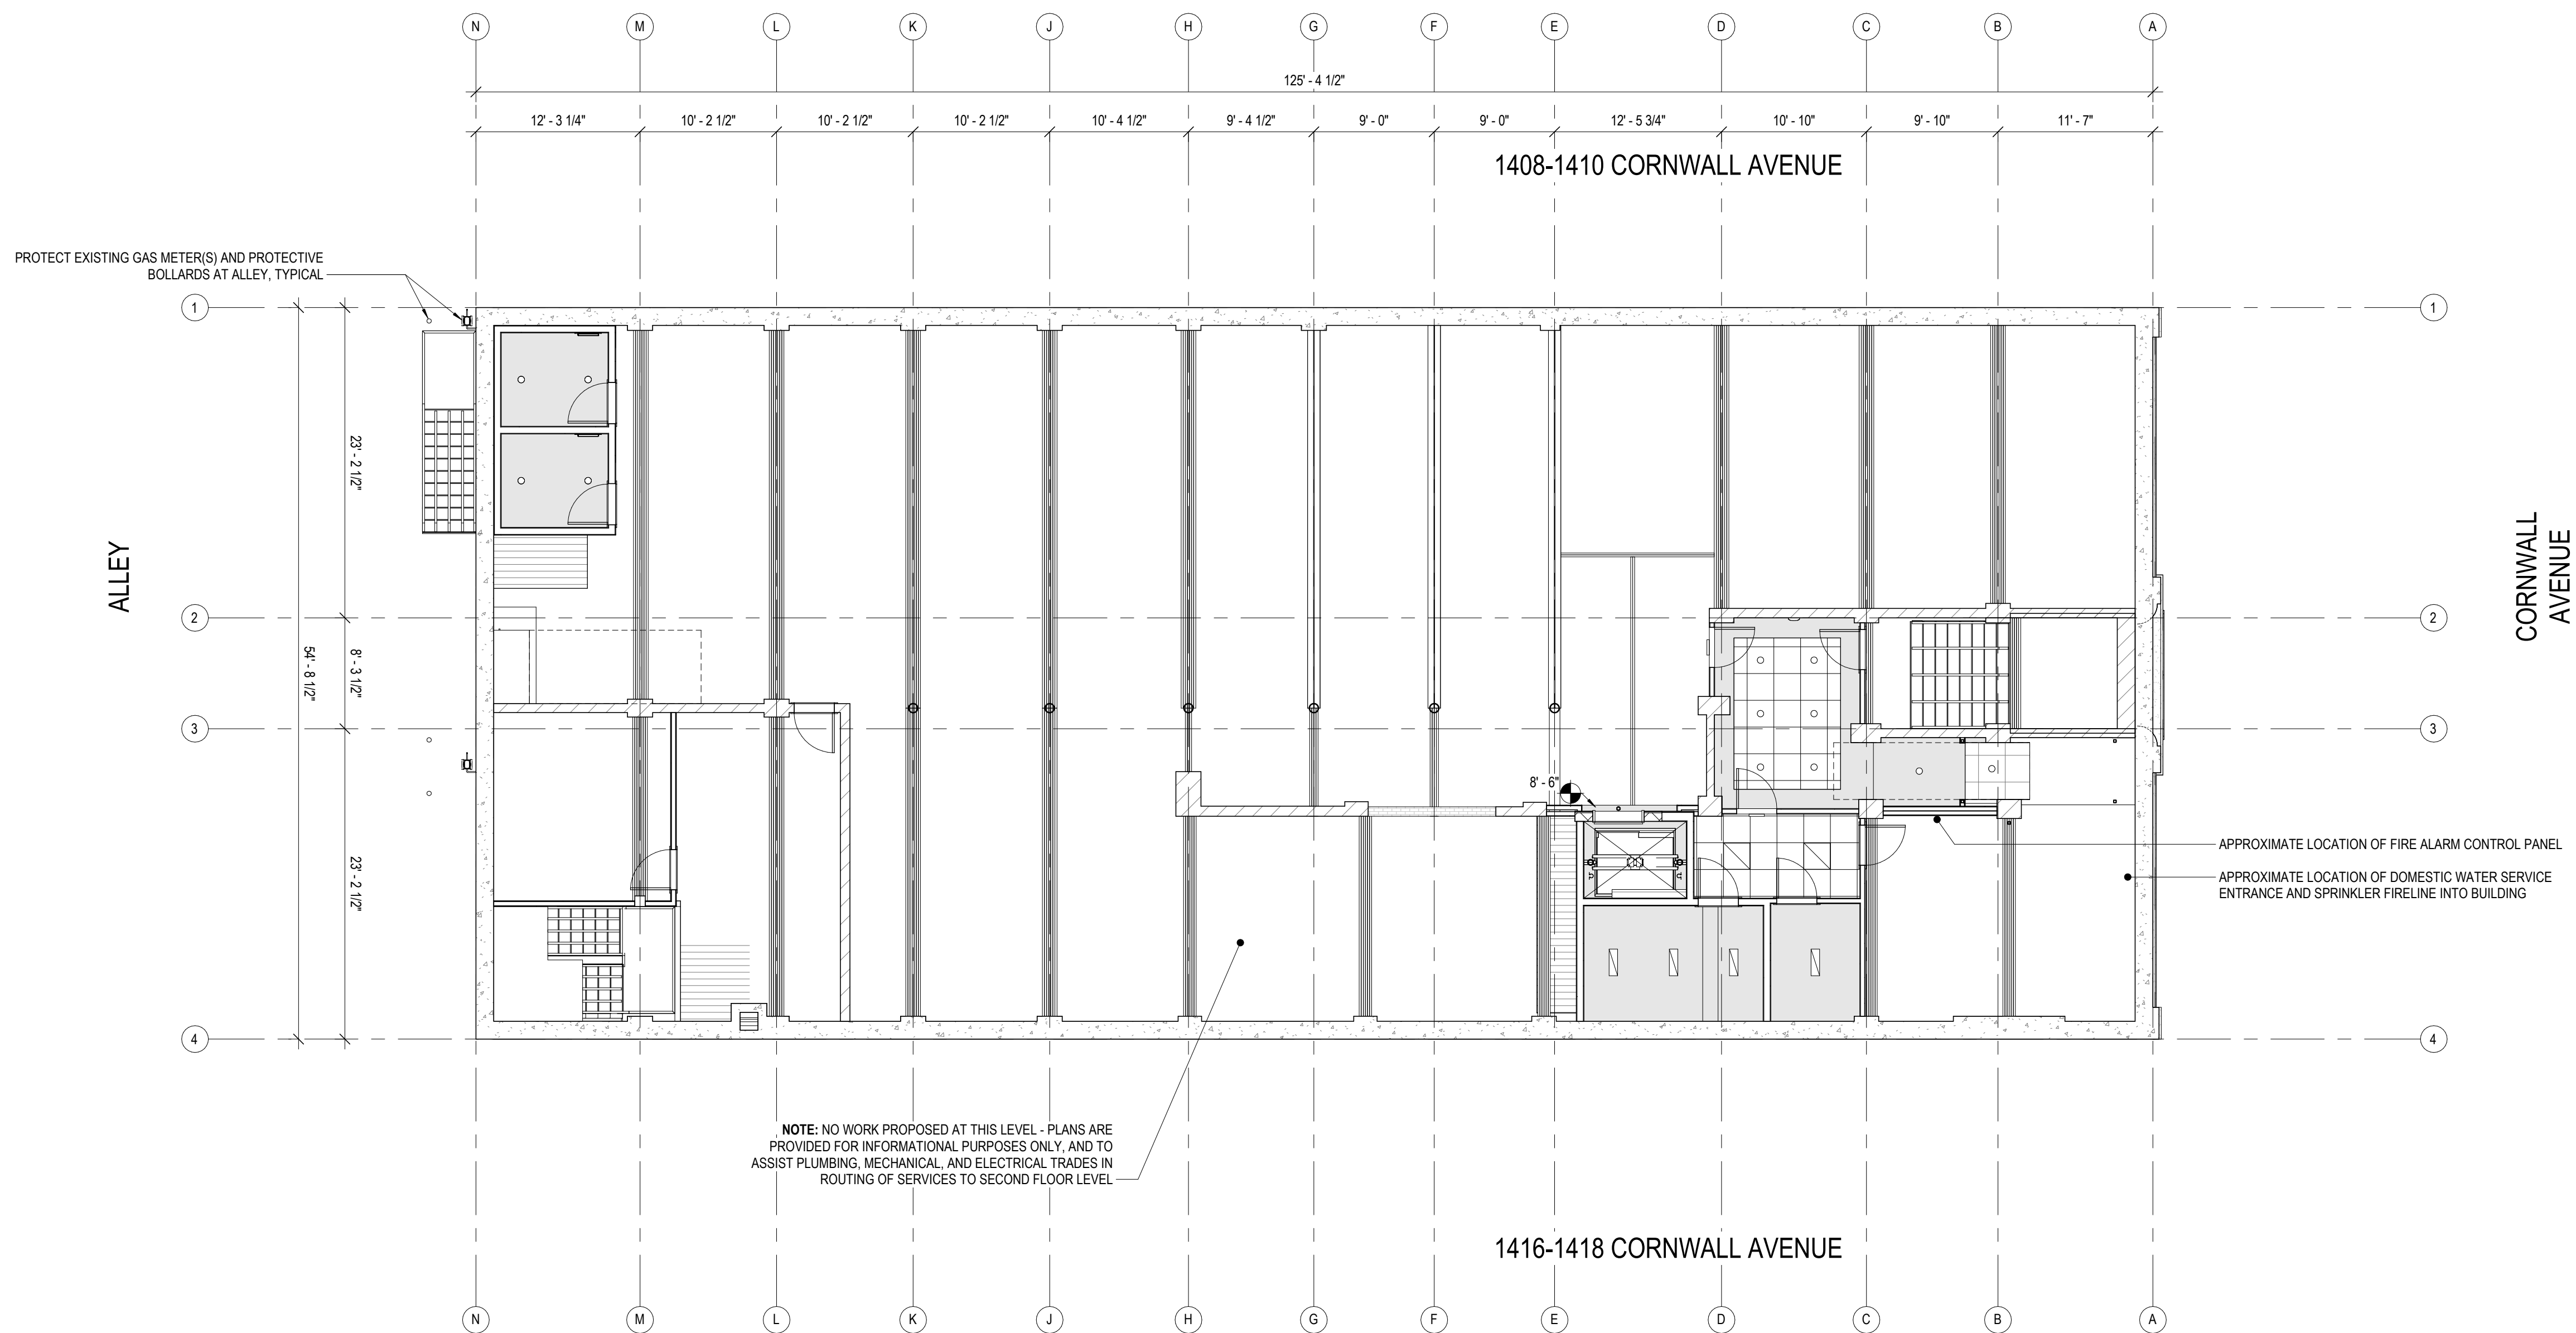 N M L K J H G F E D C B A
125' - 4 1/2"
12' - 3 1/4" 10' - 2 1/2" 10' - 2 1/2" 10' - 2 1/2" 10' - 4 1/2" 9' - 4 1/2" 9' - 0" 9' - 0" 12' - 5 3/4" 10' - 10" 9' - 10" 11' - 7"
1408-1410 CORNWALL AVENUE
PROTECT EXISTING GAS METER(S) AND PROTECTIVE
BOLLARDS AT ALLEY, TYPICAL
1 1
23' - 2 1/2"
ALLEY
CORNWALL
AVENUE
2 2
54' - 8 1/2"
8' - 3 1/2"
3 3
8' - 6"
23' - 2 1/2"
APPROXIMATE LOCATION OF FIRE ALARM CONTROL PANEL
APPROXIMATE LOCATION OF DOMESTIC WATER SERVICE
ENTRANCE AND SPRINKLER FIRELINE INTO BUILDING
4 4
NOTE: NO WORK PROPOSED AT THIS LEVEL - PLANS ARE
PROVIDED FOR INFORMATIONAL PURPOSES ONLY, AND TO
ASSIST PLUMBING, MECHANICAL, AND ELECTRICAL TRADES IN
ROUTING OF SERVICES TO SECOND FLOOR LEVEL
1416-1418 CORNWALL AVENUE
N M L K J H G F E D C B A